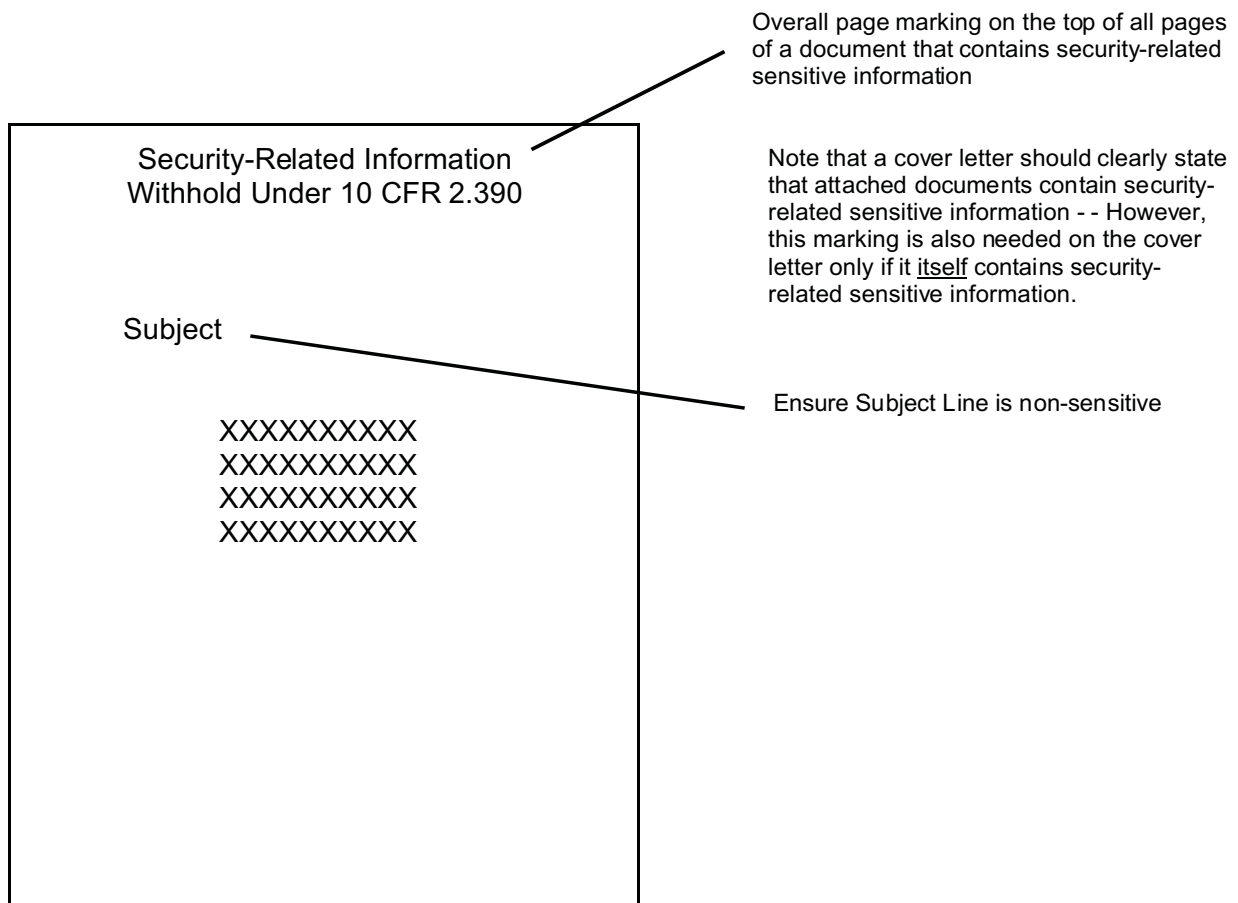 Overall page marking on the top of all pages
of a document that contains security-related
sensitive information
Security-Related Information
Withhold Under 10 CFR 2.390
Note that a cover letter should clearly state
that attached documents contain security-
related sensitive information - - However,
this marking is also needed on the cover
letter only if it itself contains security-
related sensitive information.
Subject
Ensure Subject Line is non-sensitive
XXXXXXXXXX
XXXXXXXXXX
XXXXXXXXXX
XXXXXXXXXX